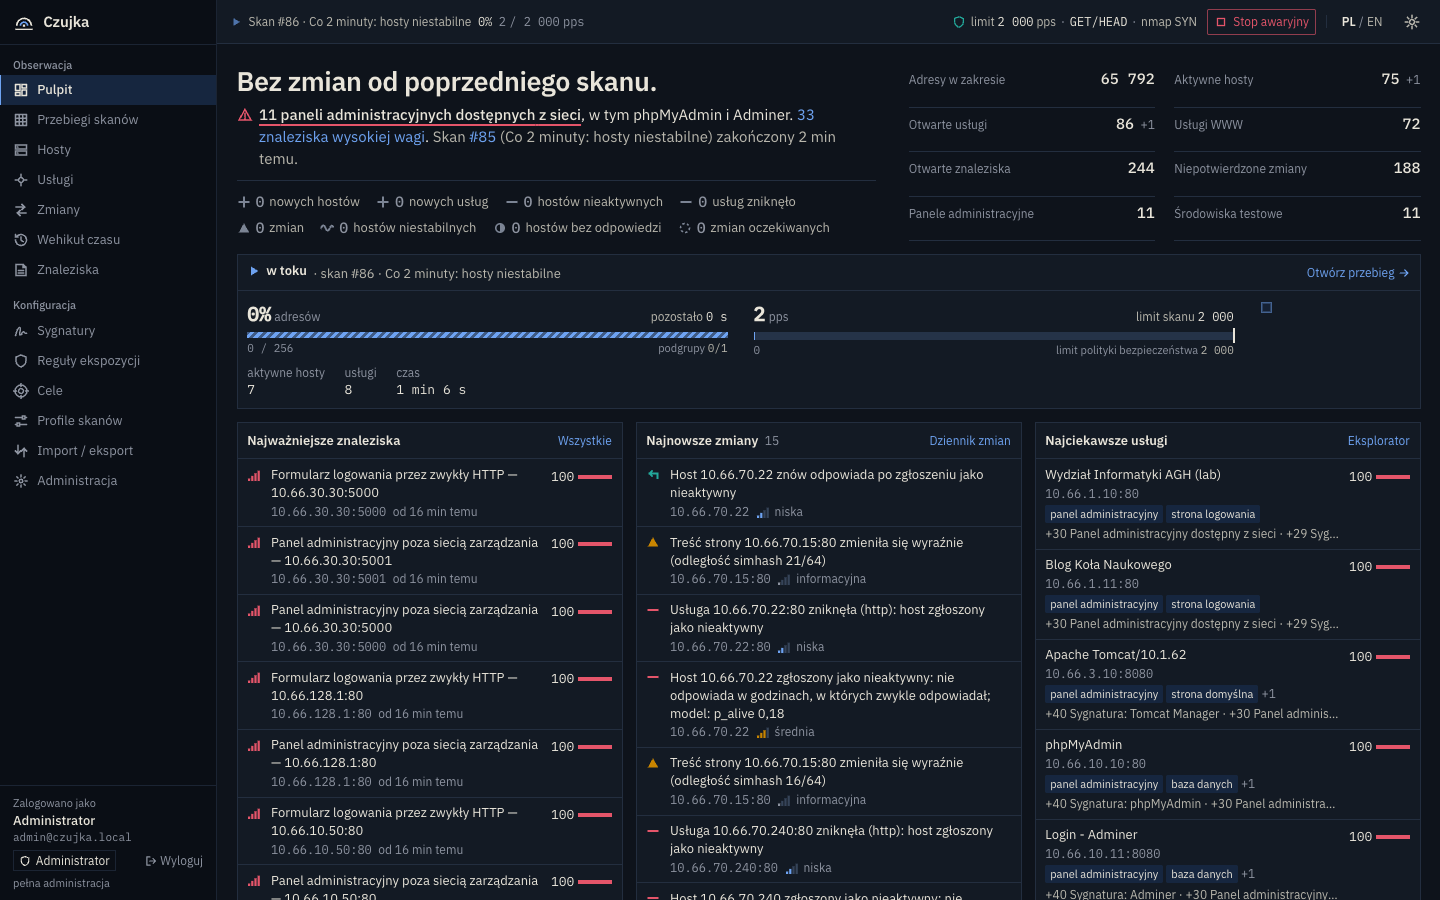 Czujka
Skan #86 · Co 2 minuty: hosty niestabilne 0% 2 / 2 000 pps
limit 2 000 pps · GET/HEAD · nmap SYN
Stop awaryjny
PL / EN
Obserwacja
Pulpit
Przebiegi skanów
Hosty
Usługi
Zmiany
Wehikuł czasu
Znaleziska
Konfiguracja
Sygnatury
Reguły ekspozycji
Cele
Profile skanów
Import / eksport
Administracja
Zalogowano jako
Administrator
admin@czujka.local
Administrator
Wyloguj
pełna administracja
Bez zmian od poprzedniego skanu.
11 paneli administracyjnych dostępnych z sieci, w tym phpMyAdmin i Adminer. 33
znaleziska wysokiej wagi. Skan #85 (Co 2 minuty: hosty niestabilne) zakończony 2 min
temu.
0 nowych hostów 0 nowych usług 0 hostów nieaktywnych 0 usług zniknęło
0 zmian 0 hostów niestabilnych 0 hostów bez odpowiedzi 0 zmian oczekiwanych
Adresy w zakresie 65 792
Aktywne hosty 75 +1
Otwarte usługi 86 +1
Usługi WWW 72
Otwarte znaleziska 244
Niepotwierdzone zmiany 188
Panele administracyjne 11
Środowiska testowe 11
w toku · skan #86 · Co 2 minuty: hosty niestabilne
Otwórz przebieg →
0% adresów pozostało 0 s
0 / 256 podgrupy 0/1
2 pps limit skanu 2 000
0 limit polityki bezpieczeństwa 2 000
aktywne hosty usługi czas
7 8 1 min 6 s
Najważniejsze znaleziska Wszystkie
Formularz logowania przez zwykły HTTP — 100
10.66.30.30:5000
10.66.30.30:5000 od 16 min temu
Panel administracyjny poza siecią zarządzania 100
— 10.66.30.30:5001
10.66.30.30:5001 od 16 min temu
Panel administracyjny poza siecią zarządzania 100
— 10.66.30.30:5000
10.66.30.30:5000 od 16 min temu
Formularz logowania przez zwykły HTTP — 100
10.66.128.1:80
10.66.128.1:80 od 16 min temu
Panel administracyjny poza siecią zarządzania 100
— 10.66.128.1:80
10.66.128.1:80 od 16 min temu
Formularz logowania przez zwykły HTTP — 100
10.66.10.50:80
10.66.10.50:80 od 16 min temu
Panel administracyjny poza siecią zarządzania 100
— 10.66.10.50:80
Najnowsze zmiany 15 Dziennik zmian
Host 10.66.70.22 znów odpowiada po zgłoszeniu jako
nieaktywny
10.66.70.22 niska
Treść strony 10.66.70.15:80 zmieniła się wyraźnie
(odległość simhash 21/64)
10.66.70.15:80 informacyjna
Usługa 10.66.70.22:80 zniknęła (http): host zgłoszony
jako nieaktywny
10.66.70.22:80 niska
Host 10.66.70.22 zgłoszony jako nieaktywny: nie
odpowiada w godzinach, w których zwykle odpowiadał;
model: p_alive 0,18
10.66.70.22 średnia
Treść strony 10.66.70.15:80 zmieniła się wyraźnie
(odległość simhash 16/64)
10.66.70.15:80 informacyjna
Usługa 10.66.70.240:80 zniknęła (http): host zgłoszony
jako nieaktywny
10.66.70.240:80 niska
Host 10.66.70.240 zgłoszony jako nieaktywny: nie
Najciekawsze usługi Eksplorator
Wydział Informatyki AGH (lab) 100
10.66.1.10:80
panel administracyjny strona logowania
+30 Panel administracyjny dostępny z sieci · +29 Syg…
Blog Koła Naukowego 100
10.66.1.11:80
panel administracyjny strona logowania
+30 Panel administracyjny dostępny z sieci · +29 Syg…
Apache Tomcat/10.1.62 100
10.66.3.10:8080
panel administracyjny strona domyślna +1
+40 Sygnatura: Tomcat Manager · +30 Panel adminis…
phpMyAdmin 100
10.66.10.10:80
panel administracyjny baza danych +1
+40 Sygnatura: phpMyAdmin · +30 Panel administra…
Login - Adminer 100
10.66.10.11:8080
panel administracyjny baza danych +1
+40 Sygnatura: Adminer · +30 Panel administracyjny…